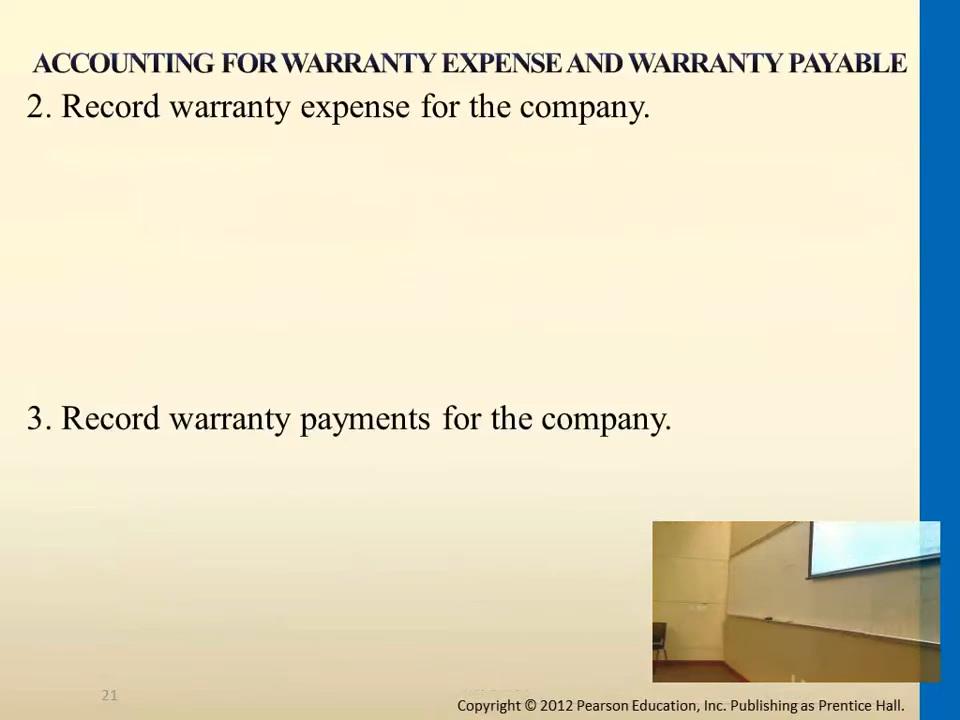 ACCOUNTING FOR WARRANTY EXPENSE AND WARRANTY PAYABLE
2. Record warranty expense for the company.
3. Record warranty payments for the company.
21
Copyright © 2012 Pearson Education, Inc. Publishing as Prentice Hall.